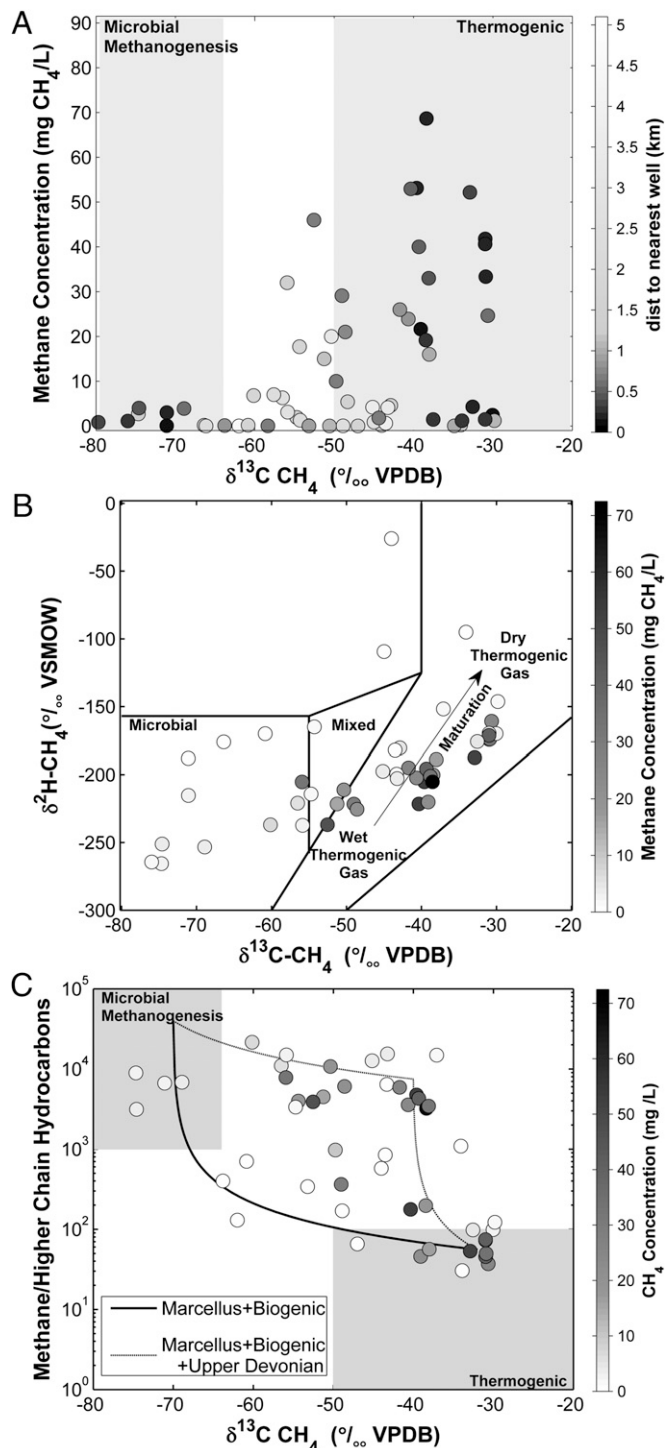 A
Microbial
Methanogenesis
Thermogenic
90
80
70
60
50
40
30
20
10
0
Methane Concentration (mg CH₄/L)
-80 -70 -60 -50 -40 -30 -20
δ¹³C CH₄ (°/ₒₒ VPDB)
5
4.5
4
3.5
3
2.5
2
1.5
1
0.5
0
dist to nearest well (km)
B
0
-50
-100
-150
-200
-250
-300
δ²H-CH₄(°/ₒₒ VSMOW)
Microbial
Mixed
Dry
Thermogenic
Gas
Maturation
Wet
Thermogenic
Gas
-80 -70 -60 -50 -40 -30 -20
δ¹³C-CH₄ (°/ₒₒ VPDB)
70
60
50
40
30
20
10
0
Methane Concentration (mg CH₄/L)
C
Microbial
Methanogenesis
10⁵
10⁴
10³
10²
10¹
10⁰
Methane/Higher Chain Hydrocarbons
Marcellus+Biogenic
Marcellus+Biogenic
+Upper Devonian
Thermogenic
-80 -70 -60 -50 -40 -30 -20
δ¹³C CH₄ (°/ₒₒ VPDB)
70
60
50
40
30
20
10
0
CH₄ Concentration (mg /L)